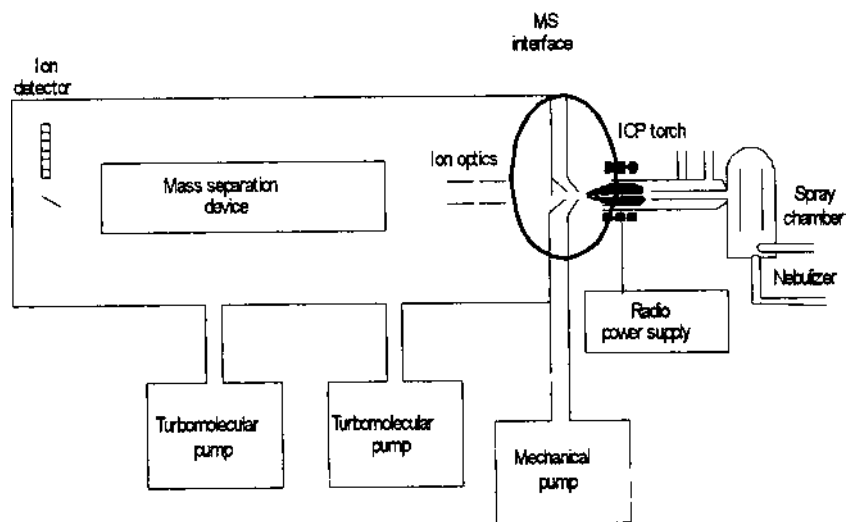 MS
interface
Ion
detector
ICP torch
Ion optics
Mass separation
device
Spray
chamber
Nebulizer
Radio
power supply
Turbomolecular
pump
Turbomolecular
pump
Mechanical
pump